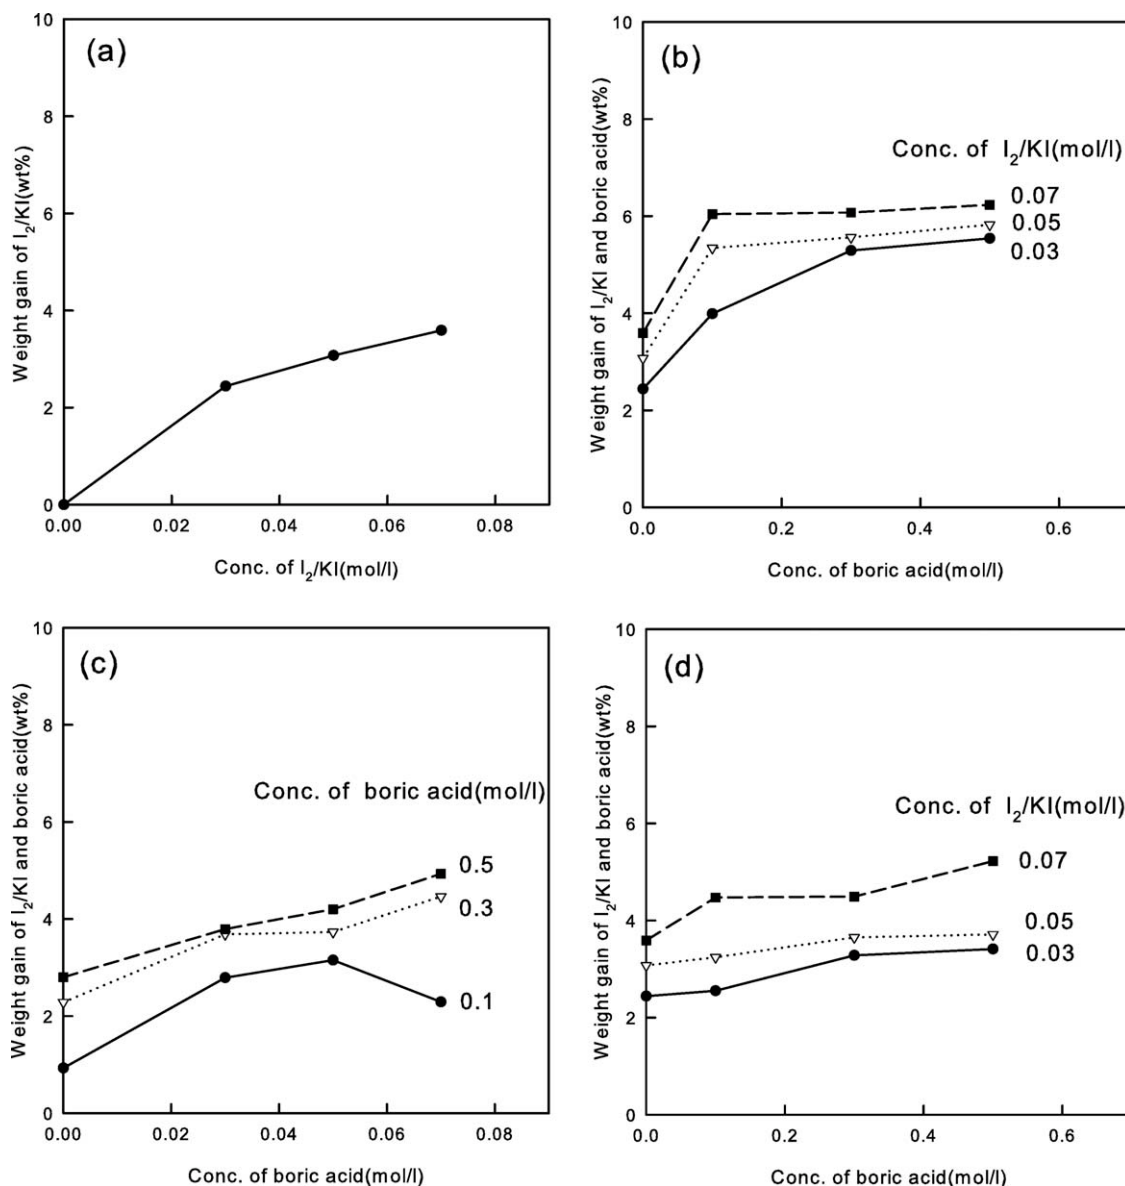 (a)
Weight gain of I2/KI(wt%)
10
8
6
4
2
0
0.00 0.02 0.04 0.06 0.08
Conc. of I2/KI(mol/l)
(b)
Weight gain of I2/KI and boric acid(wt%)
10
8
6
4
2
0
Conc. of I2/KI(mol/l)
0.07
0.05
0.03
0.0 0.2 0.4 0.6
Conc. of boric acid(mol/l)
(c)
Weight gain of I2/KI and boric acid(wt%)
10
8
6
4
2
0
Conc. of boric acid(mol/l)
0.5
0.3
0.1
0.00 0.02 0.04 0.06 0.08
Conc. of boric acid(mol/l)
(d)
Weight gain of I2/KI and boric acid(wt%)
10
8
6
4
2
0
Conc. of I2/KI(mol/l)
0.07
0.05
0.03
0.0 0.2 0.4 0.6
Conc. of boric acid(mol/l)